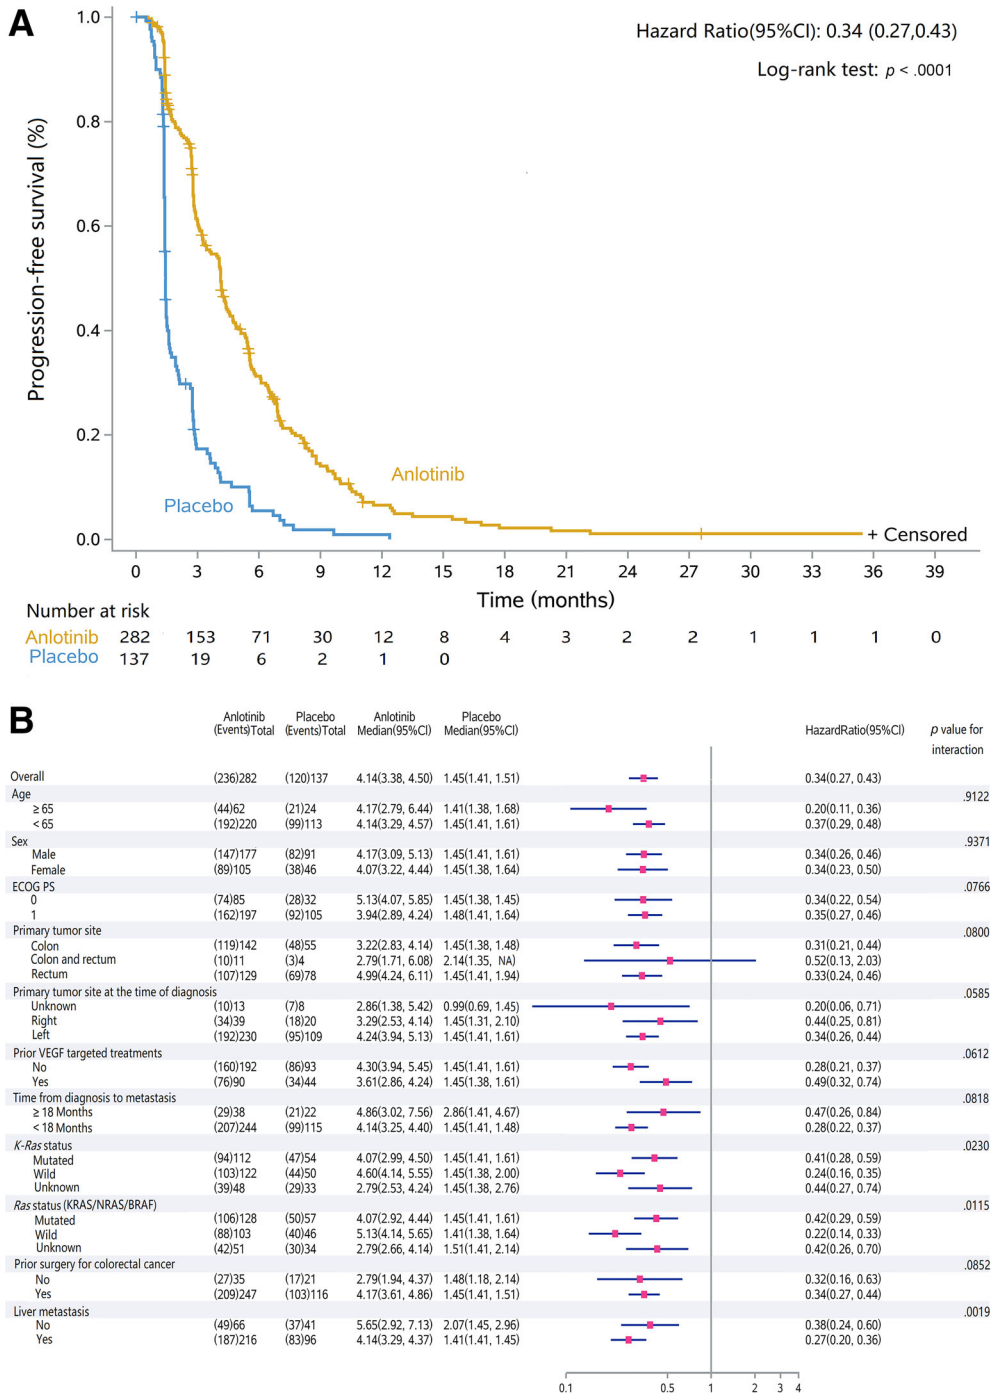 A
Hazard Ratio(95%CI): 0.34 (0.27,0.43)
Log-rank test: p < .0001
Progression-free survival (%)
1.0
0.8
0.6
0.4
0.2
0.0
Anlotinib
Placebo
+ Censored
0 3 6 9 12 15 18 21 24 27 30 33 36 39
Time (months)
Number at risk
Anlotinib 282 153 71 30 12 8 4 3 2 2 1 1 1 0
Placebo 137 19 6 2 1 0
B
Anlotinib Placebo Anlotinib Placebo
(Events)Total (Events)Total Median(95%CI) Median(95%CI) HazardRatio(95%CI) p value for
interaction
Overall (236)282 (120)137 4.14(3.38, 4.50) 1.45(1.41, 1.51) 0.34(0.27, 0.43)
Age .9122
≥ 65 (44)62 (21)24 4.17(2.79, 6.44) 1.41(1.38, 1.68) 0.20(0.11, 0.36)
< 65 (192)220 (99)113 4.14(3.29, 4.57) 1.45(1.41, 1.61) 0.37(0.29, 0.48)
Sex .9371
Male (147)177 (82)91 4.17(3.09, 5.13) 1.45(1.41, 1.61) 0.34(0.26, 0.46)
Female (89)105 (38)46 4.07(3.22, 4.44) 1.45(1.38, 1.64) 0.34(0.23, 0.50)
ECOG PS .0766
0 (74)85 (28)32 5.13(4.07, 5.85) 1.45(1.38, 1.45) 0.34(0.22, 0.54)
1 (162)197 (92)105 3.94(2.89, 4.24) 1.48(1.41, 1.64) 0.35(0.27, 0.46)
Primary tumor site .0800
Colon (119)142 (48)55 3.22(2.83, 4.14) 1.45(1.38, 1.48) 0.31(0.21, 0.44)
Colon and rectum (10)11 (3)4 2.79(1.71, 6.08) 2.14(1.35, NA) 0.52(0.13, 2.03)
Rectum (107)129 (69)78 4.99(4.24, 6.11) 1.45(1.41, 1.94) 0.33(0.24, 0.46)
Primary tumor site at the time of diagnosis .0585
Unknown (10)13 (7)8 2.86(1.38, 5.42) 0.99(0.69, 1.45) 0.20(0.06, 0.71)
Right (34)39 (18)20 3.29(2.53, 4.14) 1.45(1.31, 2.10) 0.44(0.25, 0.81)
Left (192)230 (95)109 4.24(3.94, 5.13) 1.45(1.41, 1.61) 0.34(0.26, 0.44)
Prior VEGF targeted treatments .0612
No (160)192 (86)93 4.30(3.94, 5.45) 1.45(1.41, 1.61) 0.28(0.21, 0.37)
Yes (76)90 (34)44 3.61(2.86, 4.24) 1.45(1.38, 1.61) 0.49(0.32, 0.74)
Time from diagnosis to metastasis .0818
≥ 18 Months (29)38 (21)22 4.86(3.02, 7.56) 2.86(1.41, 4.67) 0.47(0.26, 0.84)
< 18 Months (207)244 (99)115 4.14(3.25, 4.40) 1.45(1.41, 1.48) 0.28(0.22, 0.37)
K-Ras status .0230
Mutated (94)112 (47)54 4.07(2.99, 4.50) 1.45(1.41, 1.61) 0.41(0.28, 0.59)
Wild (103)122 (44)50 4.60(4.14, 5.55) 1.45(1.38, 2.00) 0.24(0.16, 0.35)
Unknown (39)48 (29)33 2.79(2.53, 4.24) 1.45(1.38, 2.76) 0.44(0.27, 0.74)
Ras status (KRAS/NRAS/BRAF) .0115
Mutated (106)128 (50)57 4.07(2.92, 4.44) 1.45(1.41, 1.61) 0.42(0.29, 0.59)
Wild (88)103 (40)46 5.13(4.14, 5.65) 1.41(1.38, 1.64) 0.22(0.14, 0.33)
Unknown (42)51 (30)34 2.79(2.66, 4.14) 1.51(1.41, 2.14) 0.42(0.26, 0.70)
Prior surgery for colorectal cancer .0852
No (27)35 (17)21 2.79(1.94, 4.37) 1.48(1.18, 2.14) 0.32(0.16, 0.63)
Yes (209)247 (103)116 4.17(3.61, 4.86) 1.45(1.41, 1.51) 0.34(0.27, 0.44)
Liver metastasis .0019
No (49)66 (37)41 5.65(2.92, 7.13) 2.07(1.45, 2.96) 0.38(0.24, 0.60)
Yes (187)216 (83)96 4.14(3.29, 4.37) 1.41(1.41, 1.45) 0.27(0.20, 0.36)
0.1 0.5 1 2 3 4